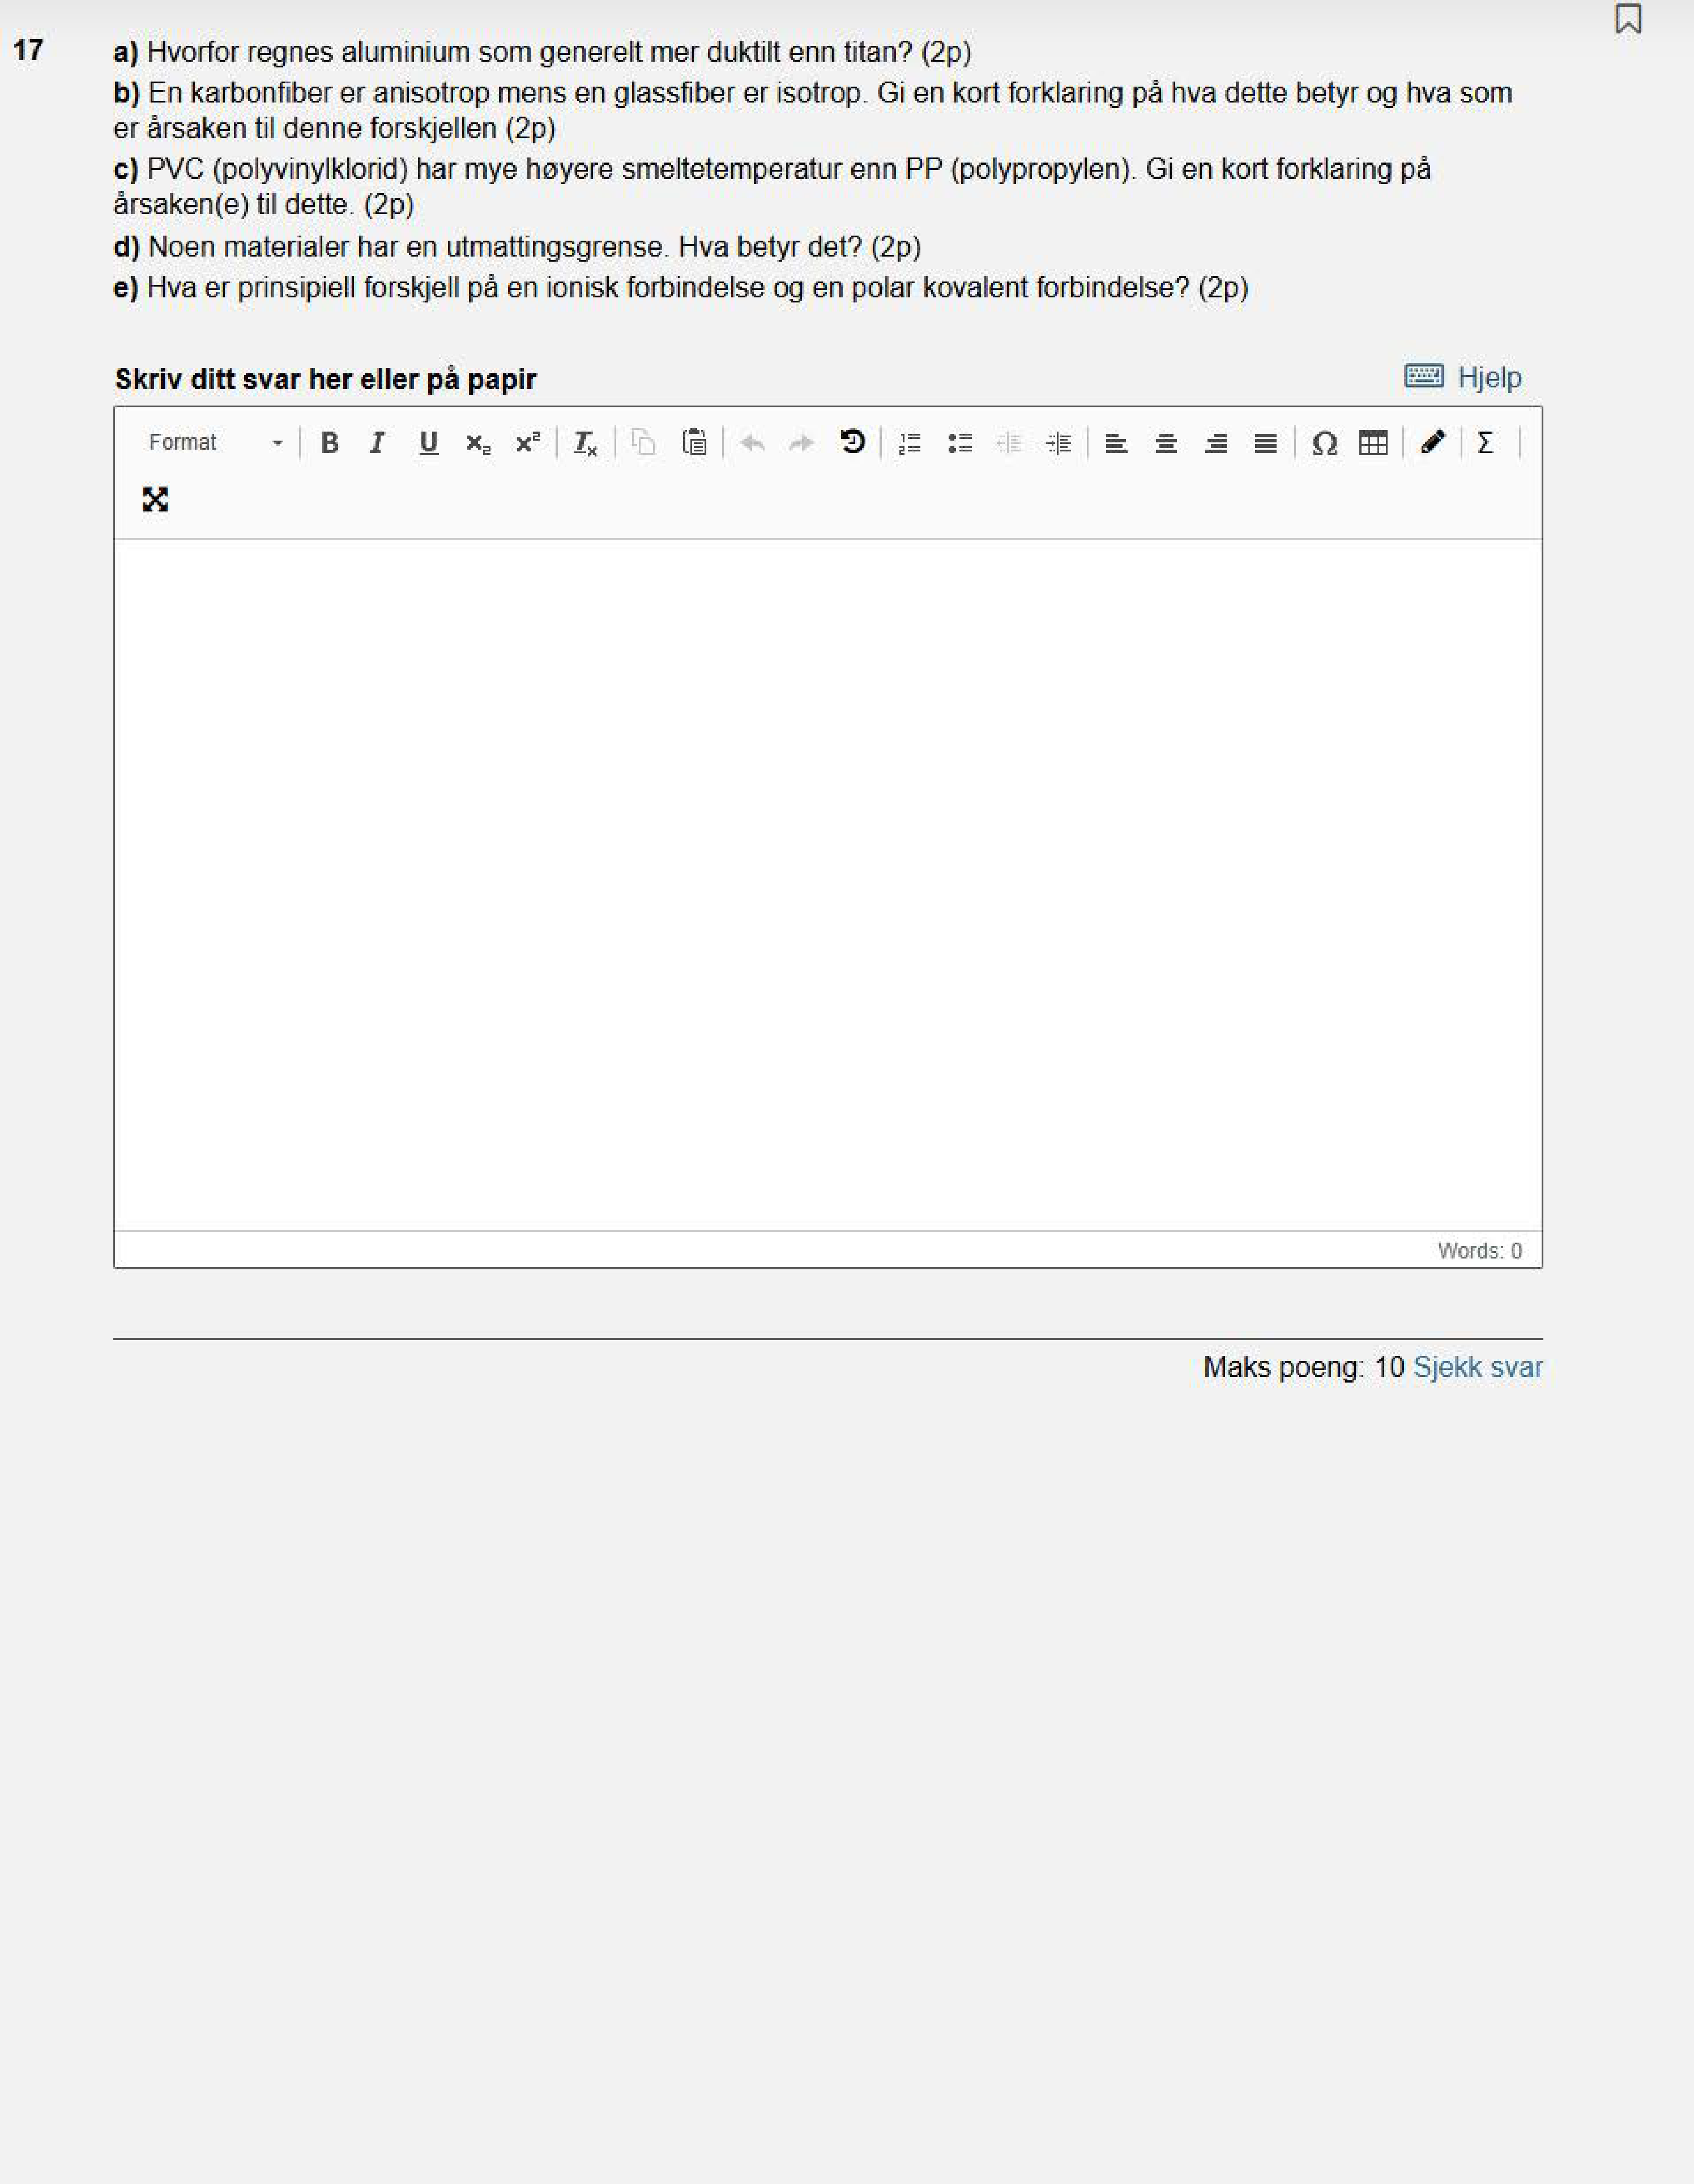 17
a) Hvorfor regnes aluminium som generelt mer duktilt enn titan? (2p)
b) En karbonfiber er anisotrop mens en glassfiber er isotrop. Gi en kort forklaring på hva dette betyr og hva som
er årsaken til denne forskjellen (2p)
c) PVC (polyvinylklorid) har mye høyere smeltetemperatur enn PP (polypropylen). Gi en kort forklaring på
årsaken(e) til dette. (2p)
d) Noen materialer har en utmattingsgrense. Hva betyr det? (2p)
e) Hva er prinsipiell forskjell på en ionisk forbindelse og en polar kovalent forbindelse? (2p)
Skriv ditt svar her eller på papir
Hjelp
Format
Words: 0
Maks poeng: 10 Sjekk svar